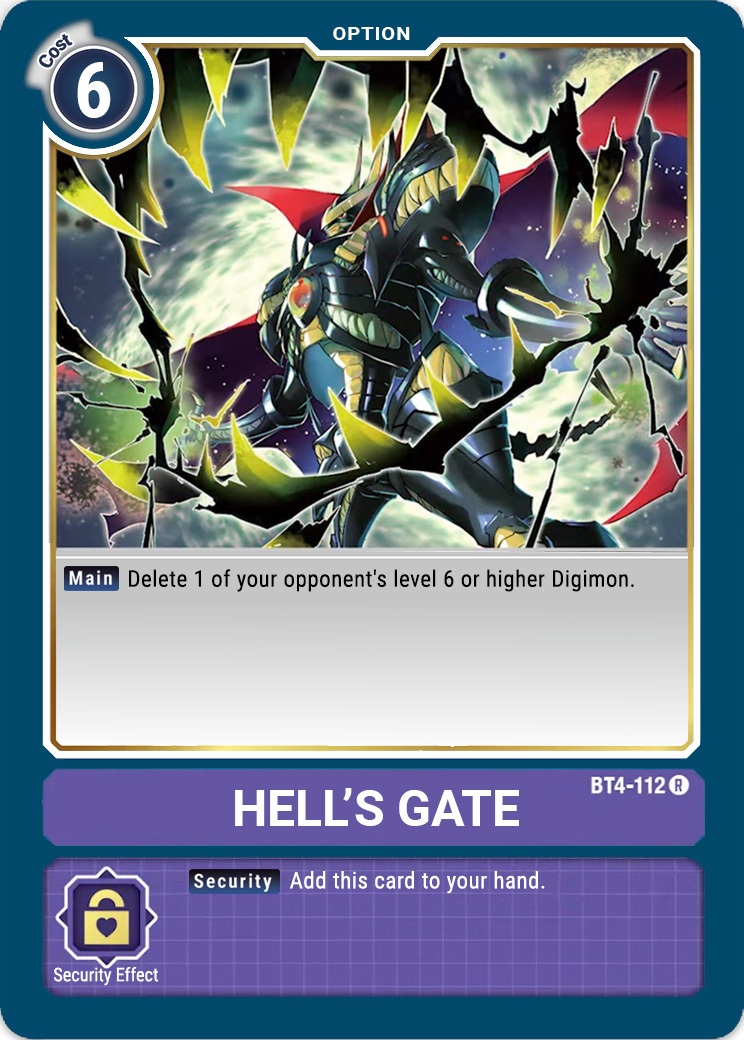 OPTION
Cost
6
Main Delete 1 of your opponent's level 6 or higher Digimon.
BT4-112 R
HELL’S GATE
Security Add this card to your hand.
Security Effect